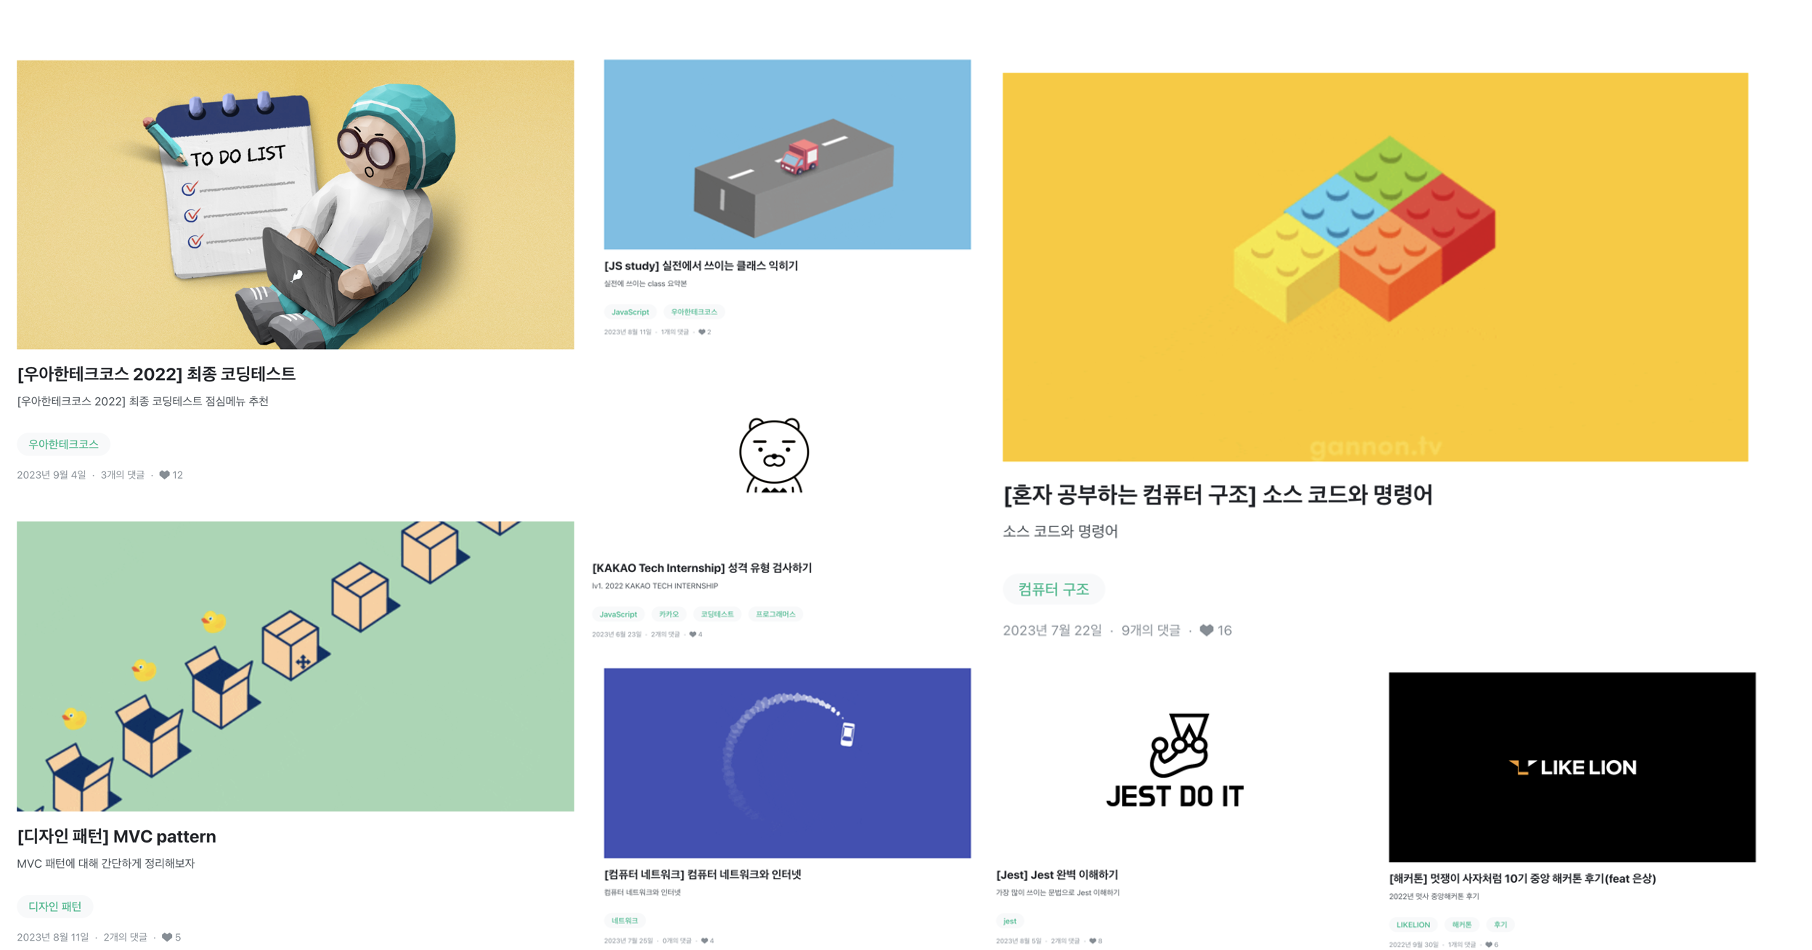 TO DO LIST
[우아한테크코스 2022] 최종 코딩테스트
[우아한테크코스 2022] 최종 코딩테스트 점심메뉴 추천
우아한테크코스
2023년 9월 4일 · 3개의 댓글 · ♥ 12
[디자인 패턴] MVC pattern
MVC 패턴에 대해 간단하게 정리해보자
디자인 패턴
2023년 8월 11일 · 2개의 댓글 · ♥ 5
[JS study] 실전에서 쓰이는 클래스 익히기
실전에 쓰이는 class 요약본
JavaScript 우아한테크코스
2023년 8월 11일 · 1개의 댓글 · ♥ 2
[KAKAO Tech Internship] 성격 유형 검사하기
lv1. 2022 KAKAO TECH INTERNSHIP
JavaScript 카카오 코딩테스트 프로그래머스
2023년 6월 23일 · 2개의 댓글 · ♥ 4
[컴퓨터 네트워크] 컴퓨터 네트워크와 인터넷
컴퓨터 네트워크와 인터넷
네트워크
2023년 7월 25일 · 0개의 댓글 · ♥ 4
gannon.tv
[혼자 공부하는 컴퓨터 구조] 소스 코드와 명령어
소스 코드와 명령어
컴퓨터 구조
2023년 7월 22일 · 9개의 댓글 · ♥ 16
JEST DO IT
[Jest] Jest 완벽 이해하기
가장 많이 쓰이는 문법으로 Jest 이해하기
jest
2023년 8월 5일 · 2개의 댓글 · ♥ 8
LIKE LION
[해커톤] 멋쟁이 사자처럼 10기 중앙 해커톤 후기(feat 은상)
2022년 멋사 중앙해커톤 후기
LIKELION 해커톤 후기
2022년 9월 30일 · 1개의 댓글 · ♥ 6